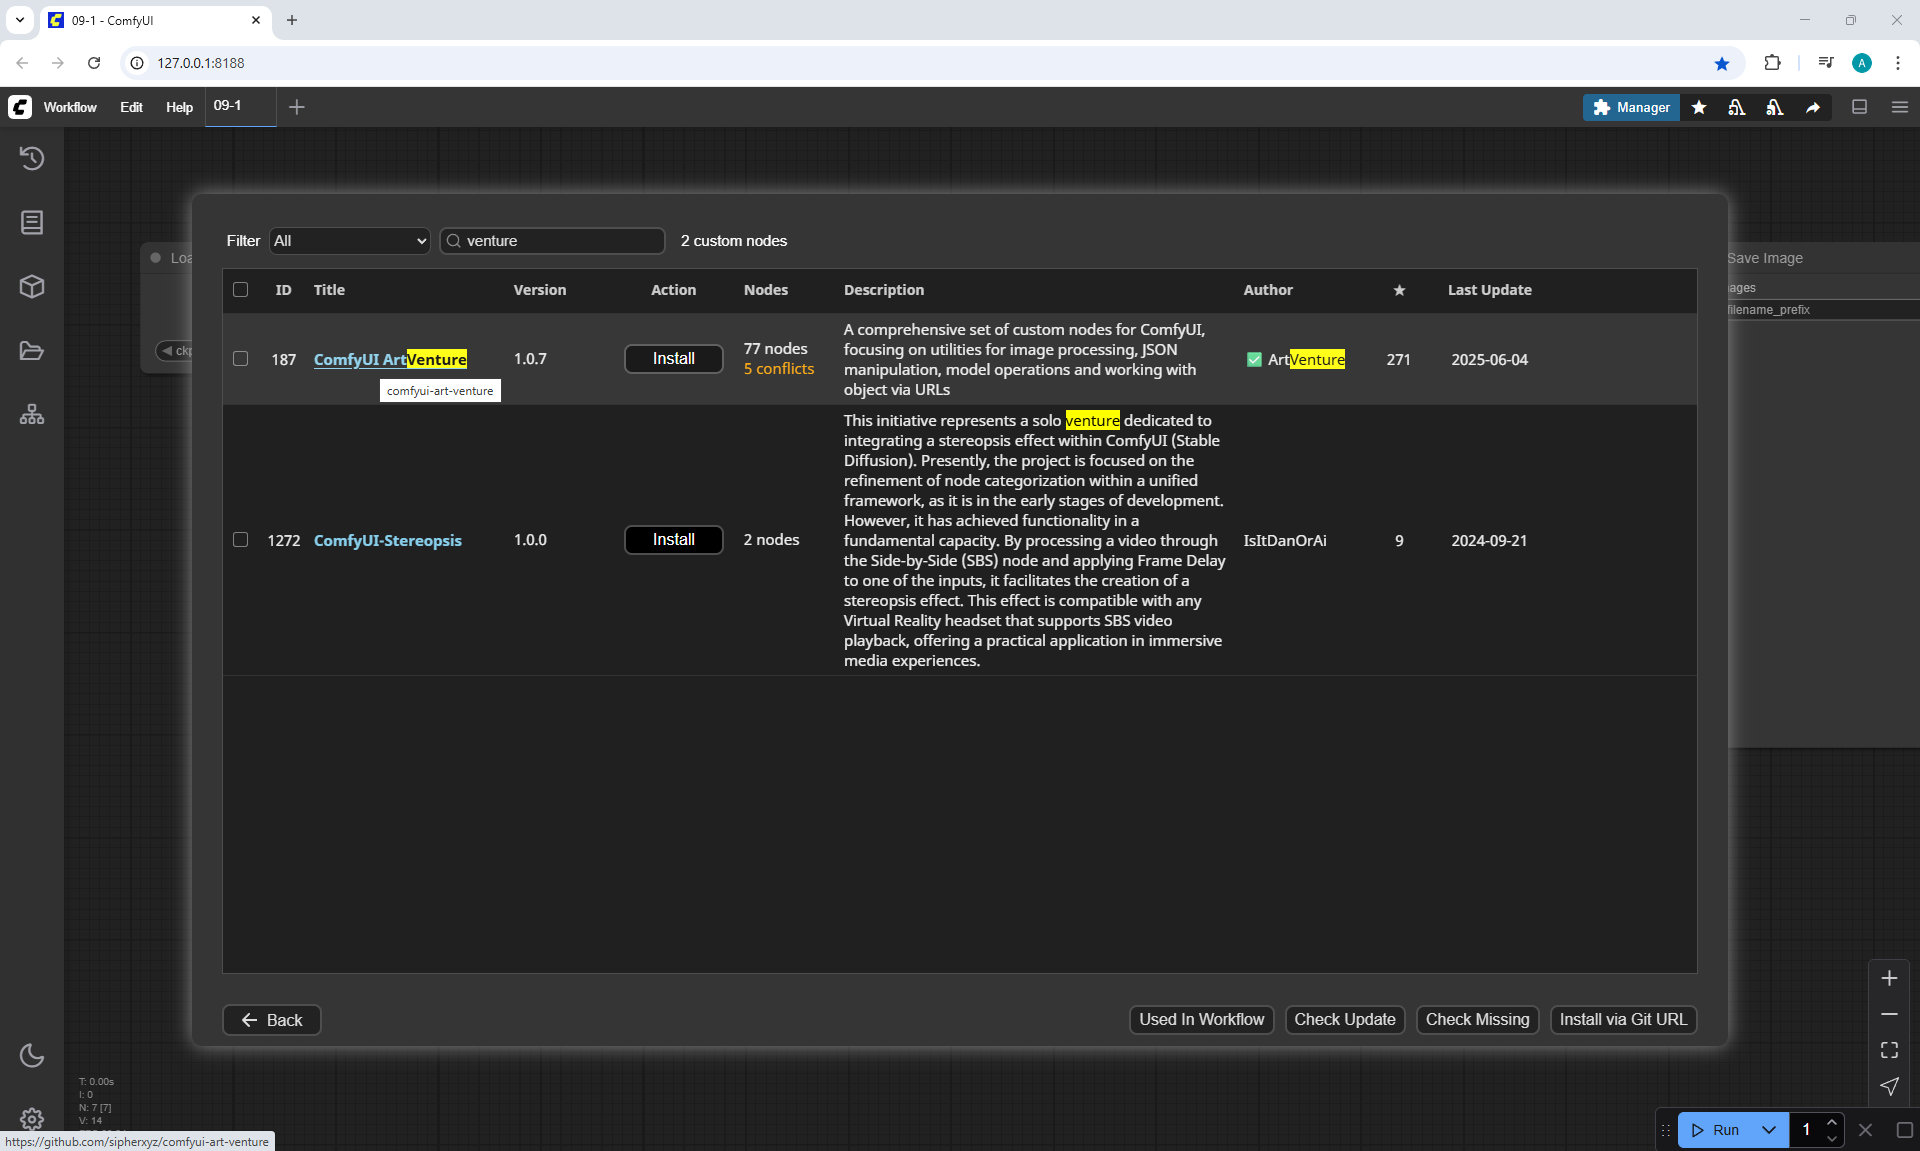 09-1 - ComfyUI
127.0.0.1:8188
A
Workflow Edit Help 09-1
Manager
Filter All venture 2 custom nodes
ID Title Version Action Nodes Description Author ★ Last Update
187 ComfyUI ArtVenture 1.0.7 Install
77 nodes
5 conflicts
A comprehensive set of custom nodes for ComfyUI,
focusing on utilities for image processing, JSON
manipulation, model operations and working with
object via URLs
✅ ArtVenture 271 2025-06-04
comfyui-art-venture
1272 ComfyUI-Stereopsis 1.0.0 Install 2 nodes
This initiative represents a solo venture dedicated to
integrating a stereopsis effect within ComfyUI (Stable
Diffusion). Presently, the project is focused on the
refinement of node categorization within a unified
framework, as it is in the early stages of development.
However, it has achieved functionality in a
fundamental capacity. By processing a video through
the Side-by-Side (SBS) node and applying Frame Delay
to one of the inputs, it facilitates the creation of a
stereopsis effect. This effect is compatible with any
Virtual Reality headset that supports SBS video
playback, offering a practical application in immersive
media experiences.
IsItDanOrAi 9 2024-09-21
Loa
ckp
Save Image
ages
filename_prefix
Back
Used In Workflow Check Update Check Missing Install via Git URL
T: 0.00s
I: 0
N: 7 [7]
V: 14
https://github.com/sipherxyz/comfyui-art-venture
Run 1